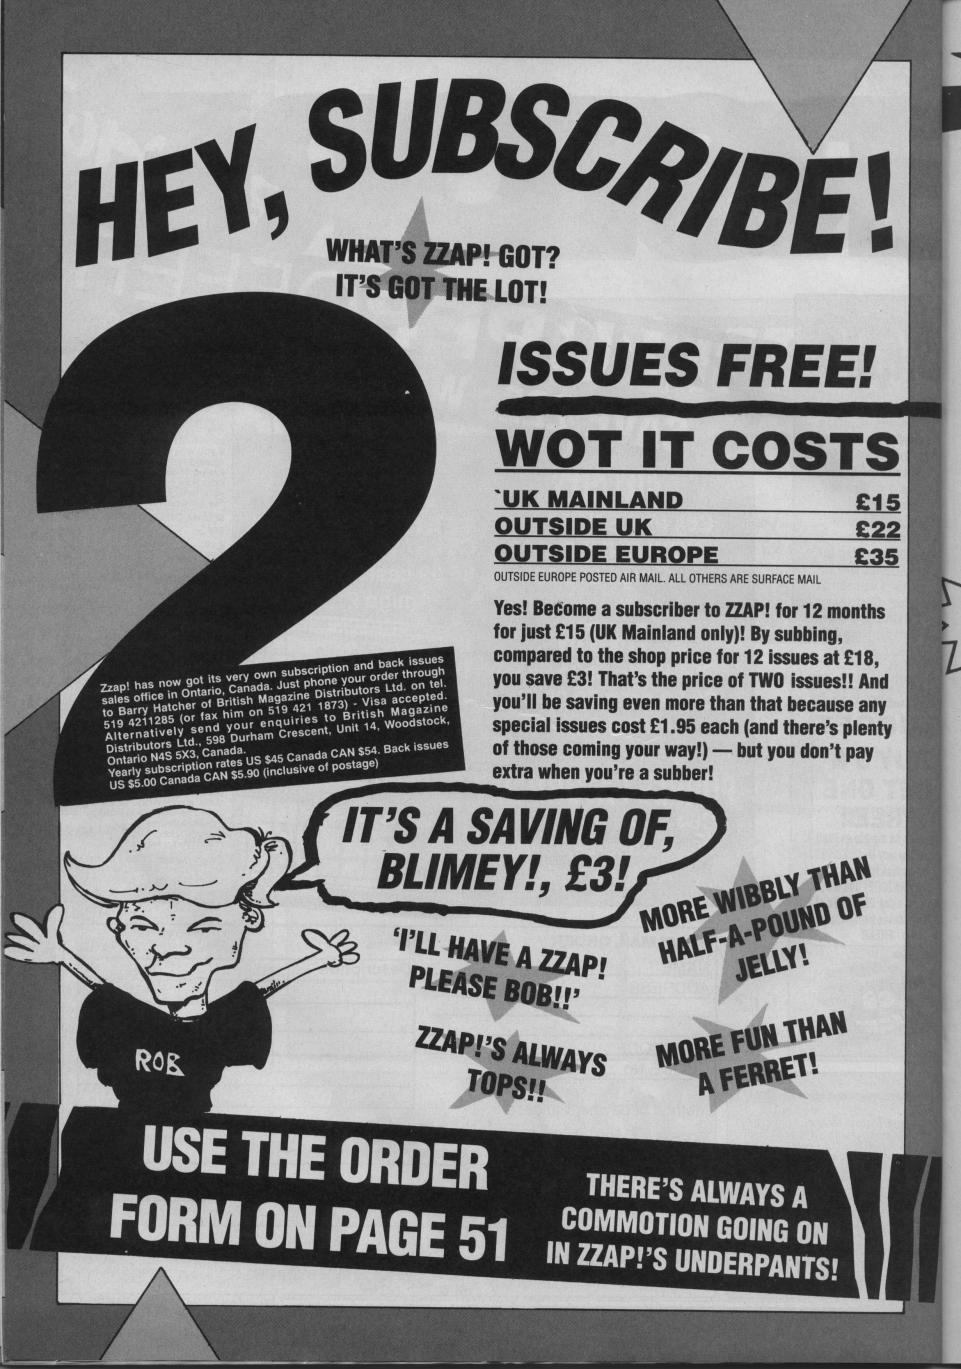 HEY, SUBSCRIBE!
WHAT'S ZZAP! GOT?
IT'S GOT THE LOT!
2
ISSUES FREE!
WOT IT COSTS
`UK MAINLAND £15
OUTSIDE UK £22
OUTSIDE EUROPE £35
OUTSIDE EUROPE POSTED AIR MAIL. ALL OTHERS ARE SURFACE MAIL
Yes! Become a subscriber to ZZAP! for 12 months
for just £15 (UK Mainland only)! By subbing,
compared to the shop price for 12 issues at £18,
you save £3! That's the price of TWO issues!! And
you'll be saving even more than that because any
special issues cost £1.95 each (and there's plenty
of those coming your way!) — but you don't pay
extra when you're a subber!
Zzap! has now got its very own subscription and back issues
sales office in Ontario, Canada. Just phone your order through
to Barry Hatcher of British Magazine Distributors Ltd. on tel.
519 4211285 (or fax him on 519 421 1873) - Visa accepted.
Alternatively send your enquiries to British Magazine
Distributors Ltd., 598 Durham Crescent, Unit 14, Woodstock,
Ontario N4S 5X3, Canada.
Yearly subscription rates US $45 Canada CAN $54. Back issues
US $5.00 Canada CAN $5.90 (inclusive of postage)
IT'S A SAVING OF,
BLIMEY!, £3!
MORE WIBBLY THAN
HALF-A-POUND OF
JELLY!
'I'LL HAVE A ZZAP!
PLEASE BOB!!'
ZZAP!'S ALWAYS
TOPS!!
MORE FUN THAN
A FERRET!
ROB
USE THE ORDER
FORM ON PAGE 51
THERE'S ALWAYS A
COMMOTION GOING ON
IN ZZAP!'S UNDERPANTS!